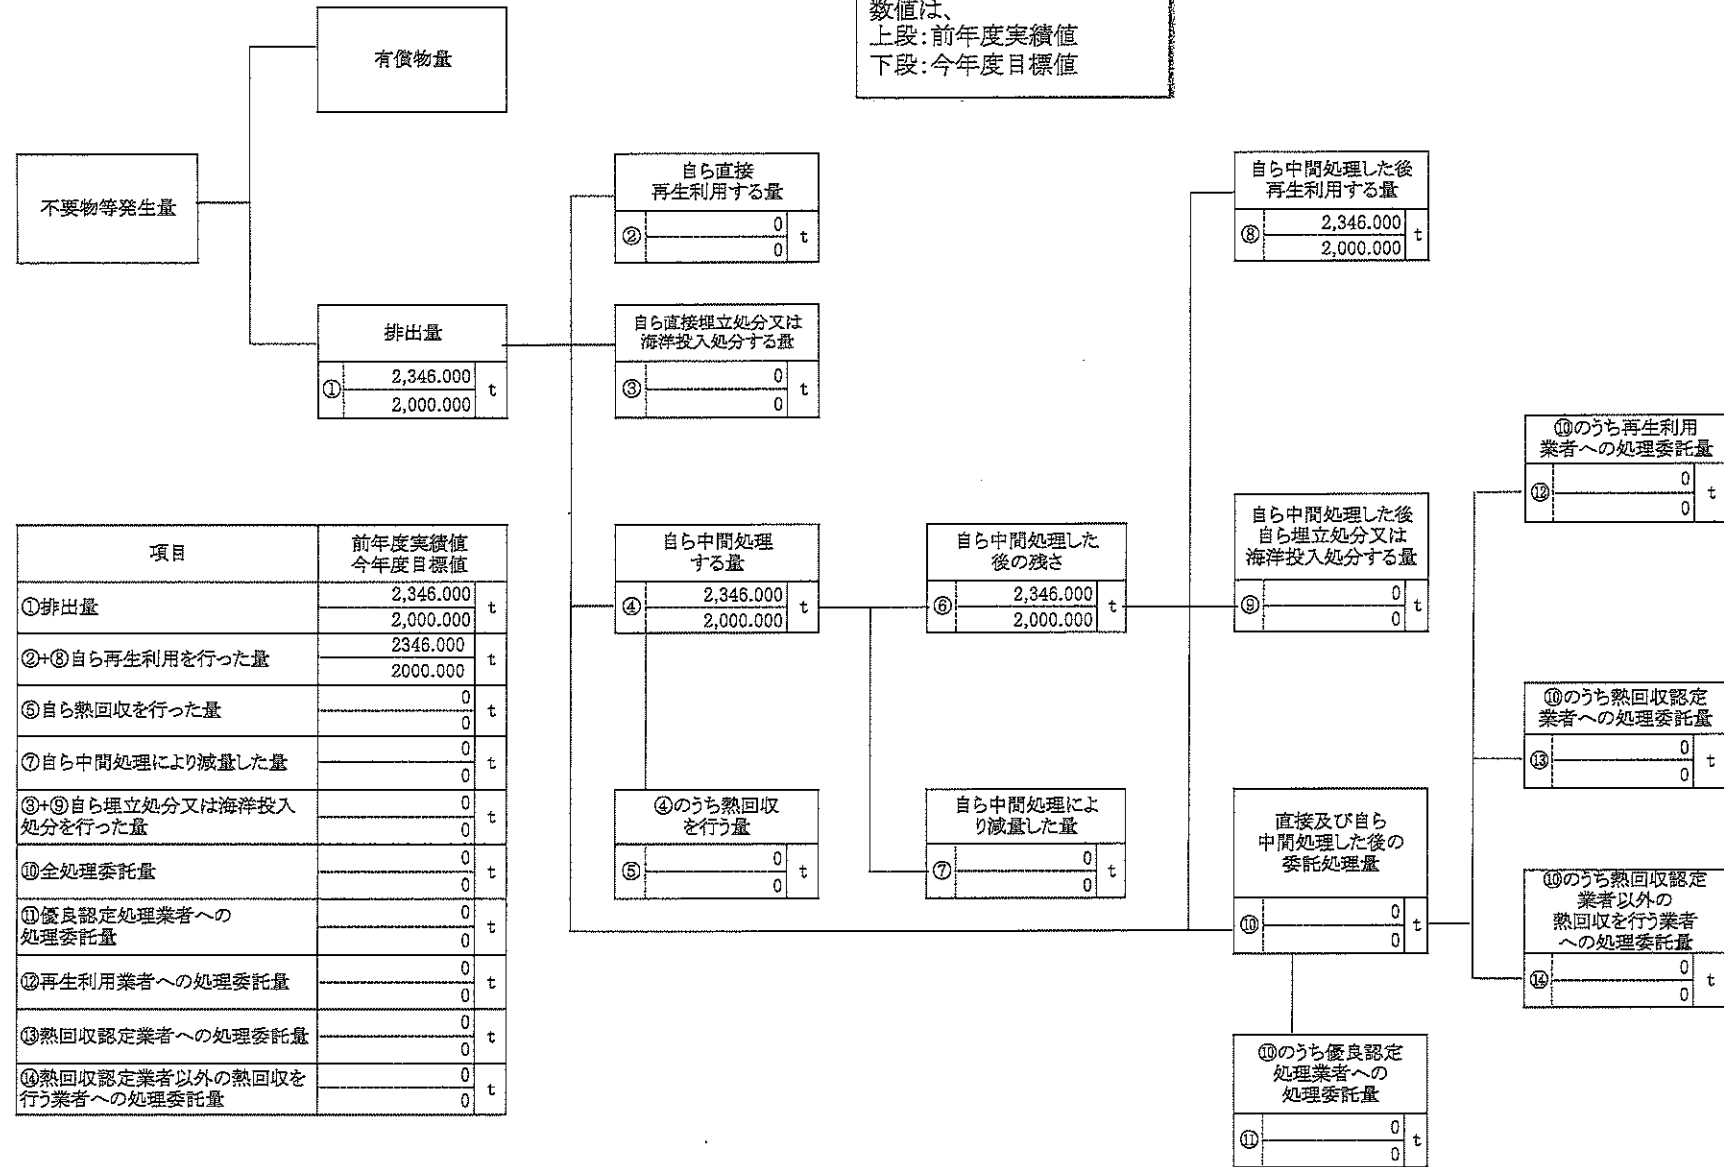 数値は、
上段:前年度実績値
下段:今年度目標値
有償物量
不要物等発生量
排出量
① 2,346.000 t
2,000.000
自ら直接
再生利用する量
② 0 t
0
自ら直接埋立処分又は
海洋投入処分する量
③ 0 t
0
自ら中間処理
する量
④ 2,346.000 t
2,000.000
④のうち熱回収
を行う量
⑤ 0 t
0
自ら中間処理した
後の残さ
⑥ 2,346.000 t
2,000.000
自ら中間処理によ
り減量した量
⑦ 0 t
0
自ら中間処理した後
再生利用する量
⑧ 2,346.000 t
2,000.000
自ら中間処理した後
自ら埋立処分又は
海洋投入処分する量
⑨ 0 t
0
直接及び自ら
中間処理した後の
委託処理量
⑩ 0 t
0
⑩のうち優良認定
処理業者への
処理委託量
⑪ 0 t
0
⑩のうち再生利用
業者への処理委託量
⑫ 0 t
0
⑩のうち熱回収認定
業者への処理委託量
⑬ 0 t
0
⑩のうち熱回収認定
業者以外の
熱回収を行う業者
への処理委託量
⑭ 0 t
0
項目 前年度実績値
今年度目標値
①排出量 2,346.000 t
2,000.000
②+⑧自ら再生利用を行った量 2346.000 t
2000.000
⑤自ら熱回収を行った量 0 t
0
⑦自ら中間処理により減量した量 0 t
0
③+⑨自ら埋立処分又は海洋投入 0 t
処分を行った量 0
⑩全処理委託量 0 t
0
⑪優良認定処理業者への 0 t
処理委託量 0
⑫再生利用業者への処理委託量 0 t
0
⑬熱回収認定業者への処理委託量 0 t
0
⑭熱回収認定業者以外の熱回収を 0 t
行う業者への処理委託量 0